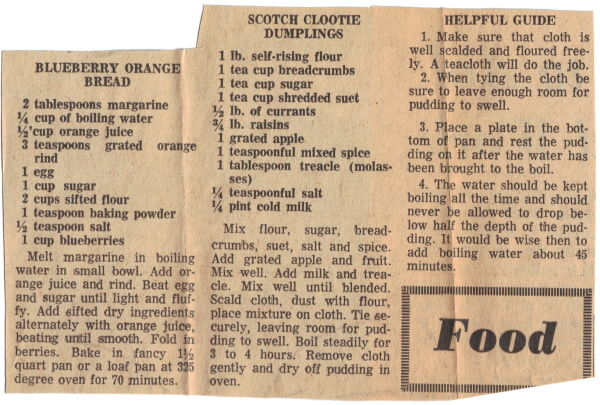 BLUEBERRY ORANGE
BREAD
2 tablespoons margarine
¼ cup of boiling water
½ cup orange juice
3 teaspoons grated orange
rind
1 egg
1 cup sugar
2 cups sifted flour
1 teaspoon baking powder
½ teaspoon salt
1 cup blueberries
Melt margarine in boiling
water in small bowl. Add or-
ange juice and rind. Beat egg
and sugar until light and fluf-
fy. Add sifted dry ingredients
alternately with orange juice,
beating until smooth. Fold in
berries. Bake in fancy 1½
quart pan or a loaf pan at 325
degree oven for 70 minutes.
SCOTCH CLOOTIE
DUMPLINGS
1 lb. self-rising flour
1 tea cup breadcrumbs
1 tea cup sugar
1 tea cup shredded suet
½ lb. of currants
¾ lb. raisins
1 grated apple
1 teaspoonful mixed spice
1 tablespoon treacle (molas-
ses)
¼ teaspoonful salt
¼ pint cold milk
Mix flour, sugar, bread-
crumbs, suet, salt and spice.
Add grated apple and fruit.
Mix well. Add milk and trea-
cle. Mix well until blended.
Scald cloth, dust with flour,
place mixture on cloth. Tie se-
curely, leaving room for pud-
ding to swell. Boil steadily for
3 to 4 hours. Remove cloth
gently and dry off pudding in
oven.
HELPFUL GUIDE
1. Make sure that cloth is
well scalded and floured free-
ly. A teacloth will do the job.
2. When tying the cloth be
sure to leave enough room for
pudding to swell.
3. Place a plate in the bot-
tom of pan and rest the pud-
ding on it after the water has
been brought to the boil.
4. The water should be kept
boiling all the time and should
never be allowed to drop be-
low half the depth of the pud-
ding. It would be wise then to
add boiling water about 45
minutes.
Food